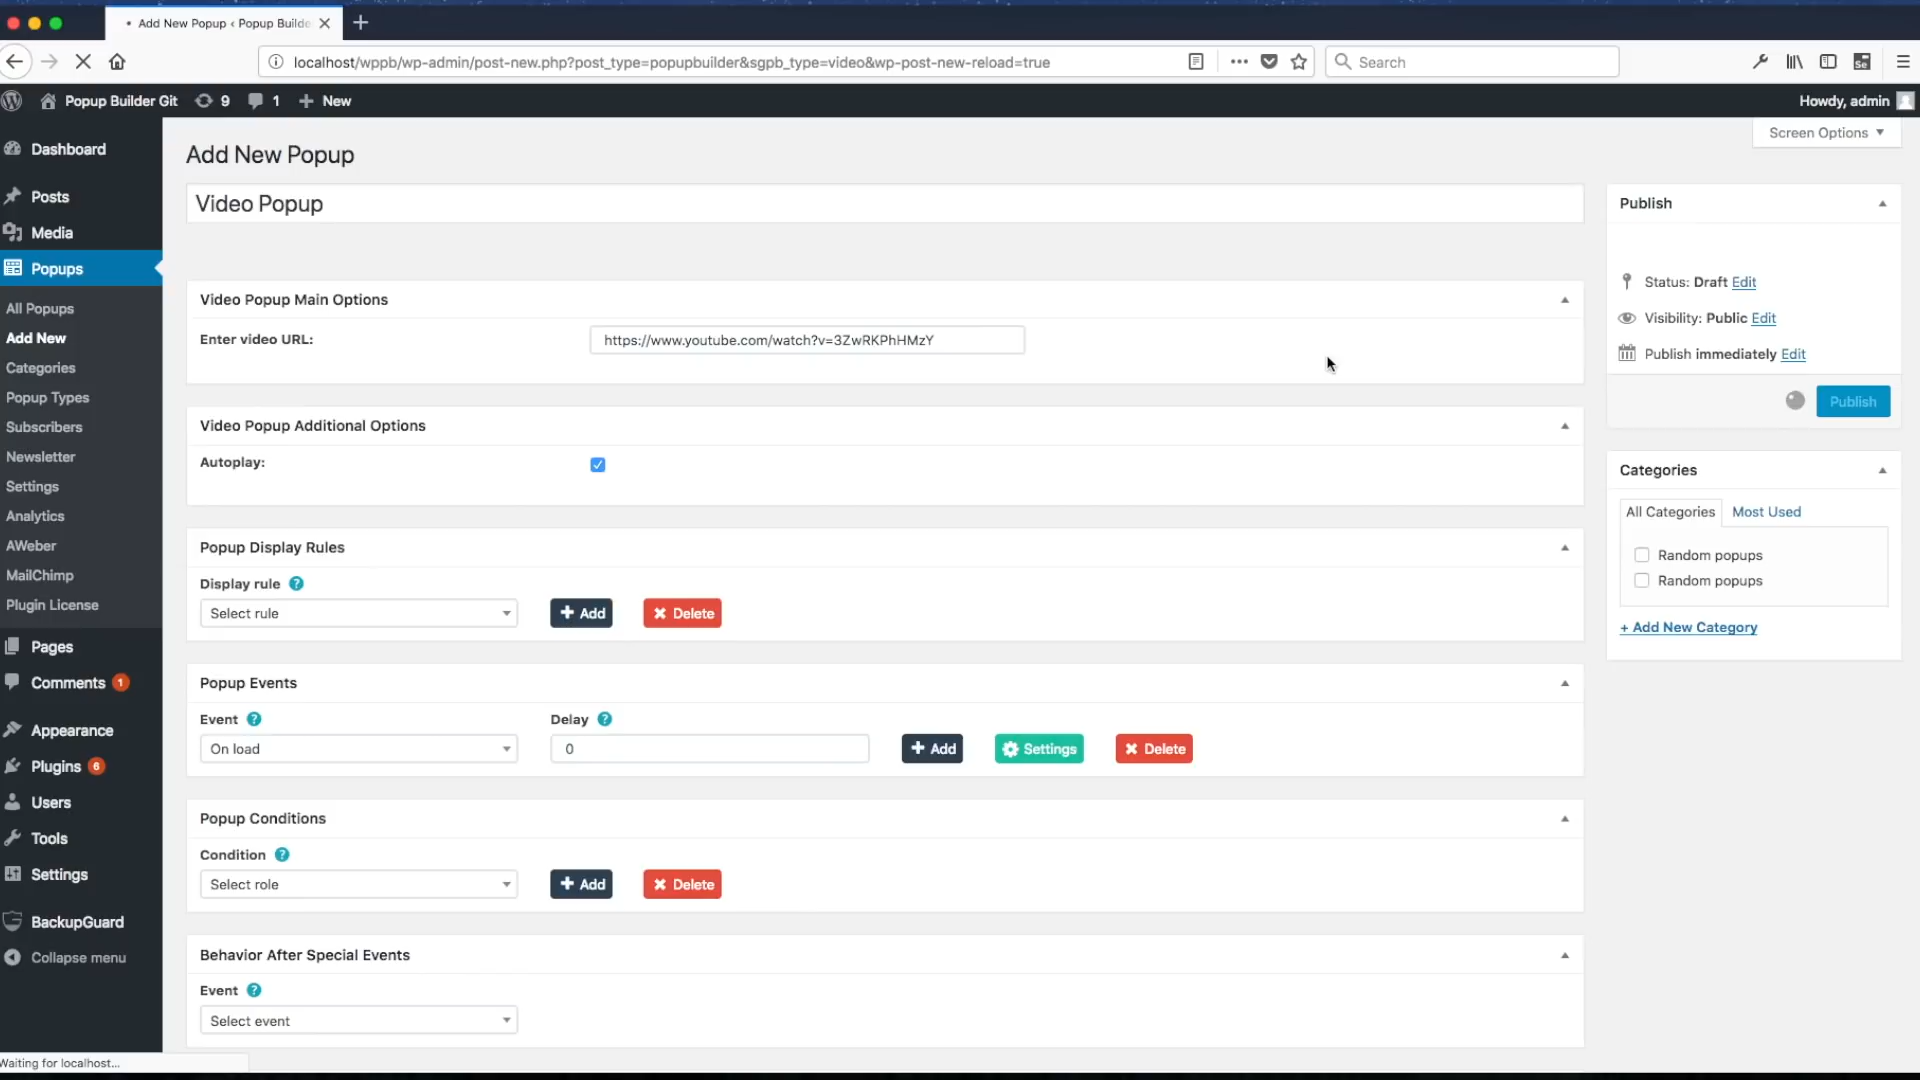 Add New Popup ‹ Popup Builde
localhost/wppb/wp-admin/post-new.php?post_type=popupbuilder&sgpb_type=video&wp-post-new-reload=true
Search
Se
Popup Builder Git 9 1 New
Howdy, admin
Screen Options
Dashboard
Posts
Media
Popups
All Popups
Add New
Categories
Popup Types
Subscribers
Newsletter
Settings
Analytics
AWeber
MailChimp
Plugin License
Pages
Comments 1
Appearance
Plugins 6
Users
Tools
Settings
BackupGuard
Collapse menu
Waiting for localhost...
Add New Popup
Video Popup
Video Popup Main Options
Enter video URL:
https://www.youtube.com/watch?v=3ZwRKPhHMzY
Video Popup Additional Options
Autoplay:
Popup Display Rules
Display rule ?
Select rule
+ Add
Delete
Popup Events
Event ?
Delay ?
On load
0
+ Add
Settings
Delete
Popup Conditions
Condition ?
Select role
+ Add
Delete
Behavior After Special Events
Event ?
Select event
Publish
Status: Draft Edit
Visibility: Public Edit
Publish immediately Edit
Publish
Categories
All Categories
Most Used
Random popups
Random popups
+ Add New Category